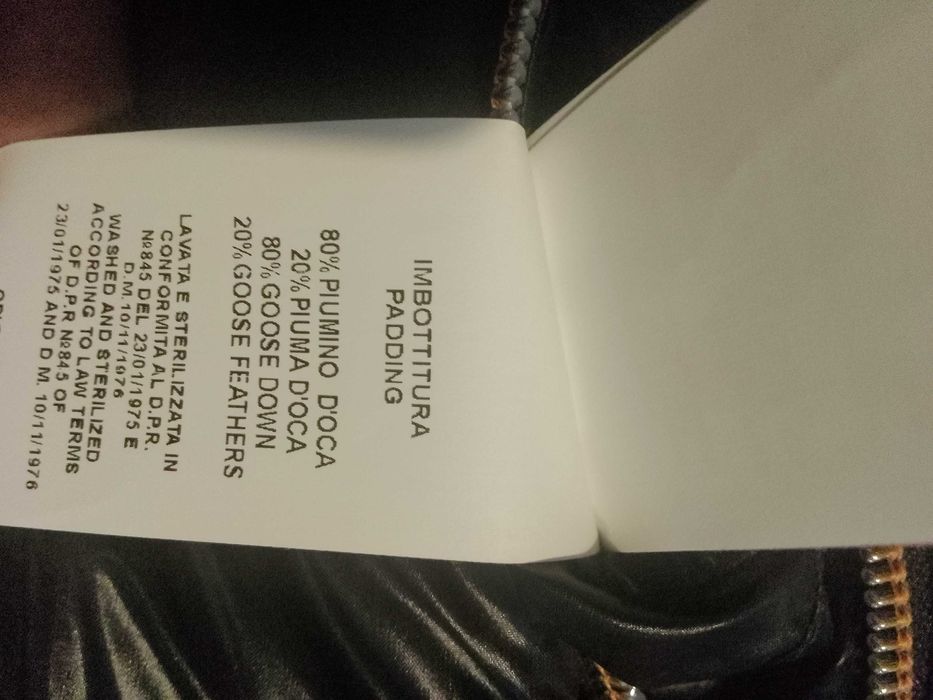 IMBOTTITURA
PADDING
80% PIUMINO D'OCA
20% PIUMA D'OCA
80% GOOSE DOWN
20% GOOSE FEATHERS
LAVATA E STERILIZZATA IN
CONFORMITA AL D.P.R.
№845 DEL 23/01/1975 E
D.M. 10/11/1976
WASHED AND STERILIZED
ACCORDING TO LAW TERMS
OF D.P.R №845 OF
23/01/1975 AND D M. 10/11/1976